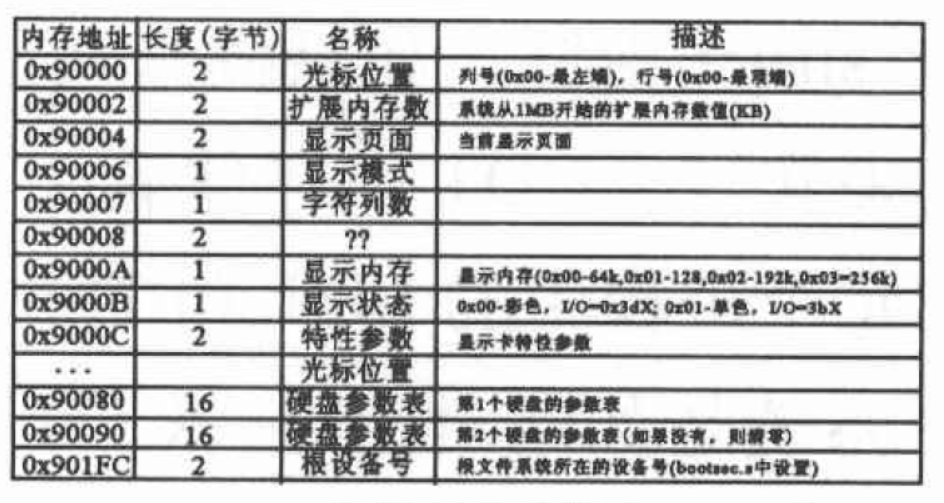 内存地址 长度(字节) 名称 描述
0x90000 2 光标位置 列号(0x00-最左端)，行号(0x00-最顶端)
0x90002 2 扩展内存数 系统从1MB开始的扩展内存数值(KB)
0x90004 2 显示页面 当前显示页面
0x90006 1 显示模式
0x90007 1 字符列数
0x90008 2 ??
0x9000A 1 显示内存 显示内存(0x00-64k,0x01-128,0x02-192k,0x03=256k)
0x9000B 1 显示状态 0x00-彩色，I/O=0x3dX; 0x01-单色，I/O=3bX
0x9000C 2 特性参数 显示卡特性参数
... 光标位置
0x90080 16 硬盘参数表 第1个硬盘的参数表
0x90090 16 硬盘参数表 第2个硬盘的参数表(如果没有，则清零)
0x901FC 2 根设备号 根文件系统所在的设备号(bootsec.s中设置)